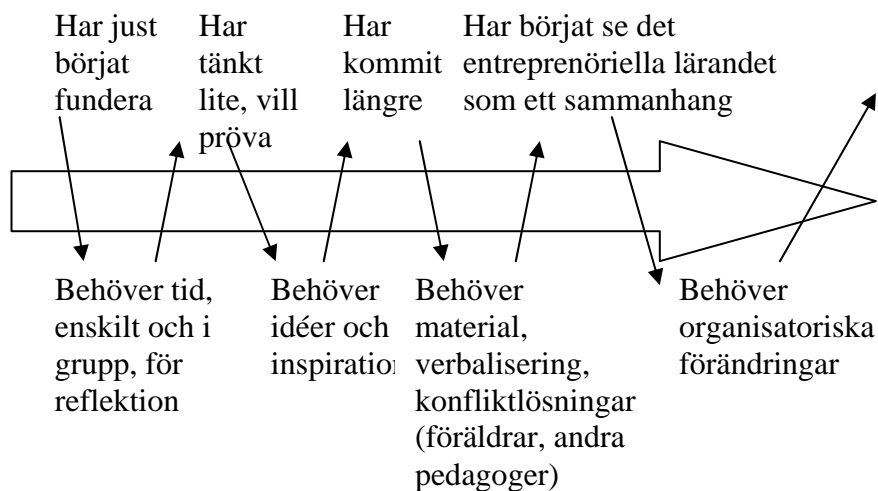 Har just
börjat
fundera
Har
tänkt
lite, vill
pröva
Har
kommit
längre
Har börjat se det
entreprenöriella lärandet
som ett sammanhang
Behöver tid,
enskilt och i
grupp, för
reflektion
Behöver
idéer och
inspiration
Behöver
material,
verbalisering,
konfliktlösningar
(föräldrar, andra
pedagoger)
Behöver
organisatoriska
förändringar